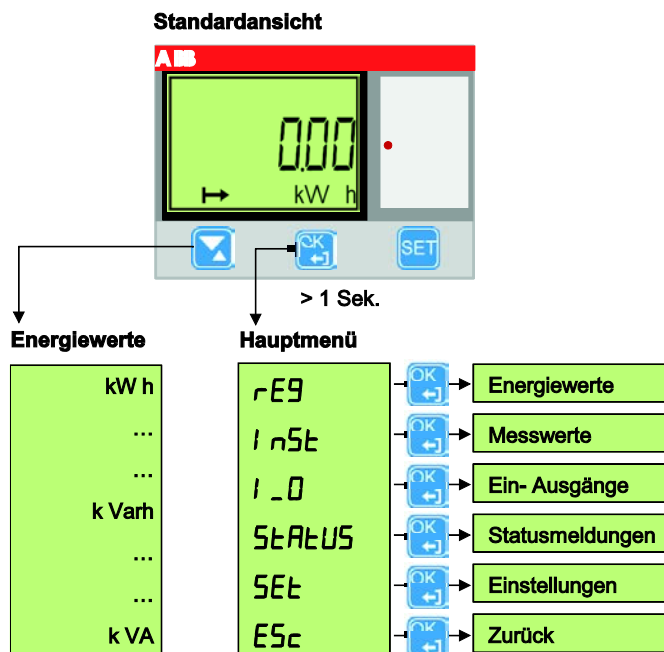 Standardansicht
ABB
0.00
kW h
OK
SET
> 1 Sek.
Energiewerte
kW h
...
...
k Varh
...
...
k VA
Hauptmenü
rEg
InSt
I_O
StAtUS
SEt
ESc
OK
Energiewerte
OK
Messwerte
OK
Ein- Ausgänge
OK
Statusmeldungen
OK
Einstellungen
OK
Zurück